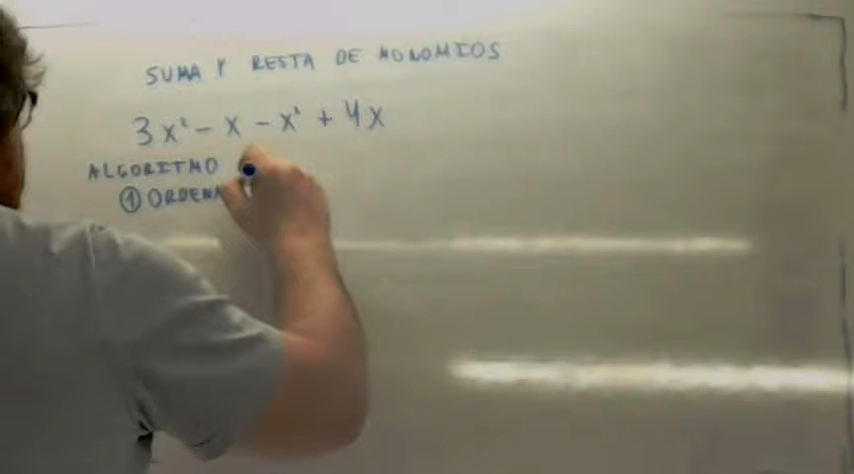 SUMA Y RESTA DE MONOMIOS
3x² - x - x² + 4x
ALGORITMO
① ORDENA